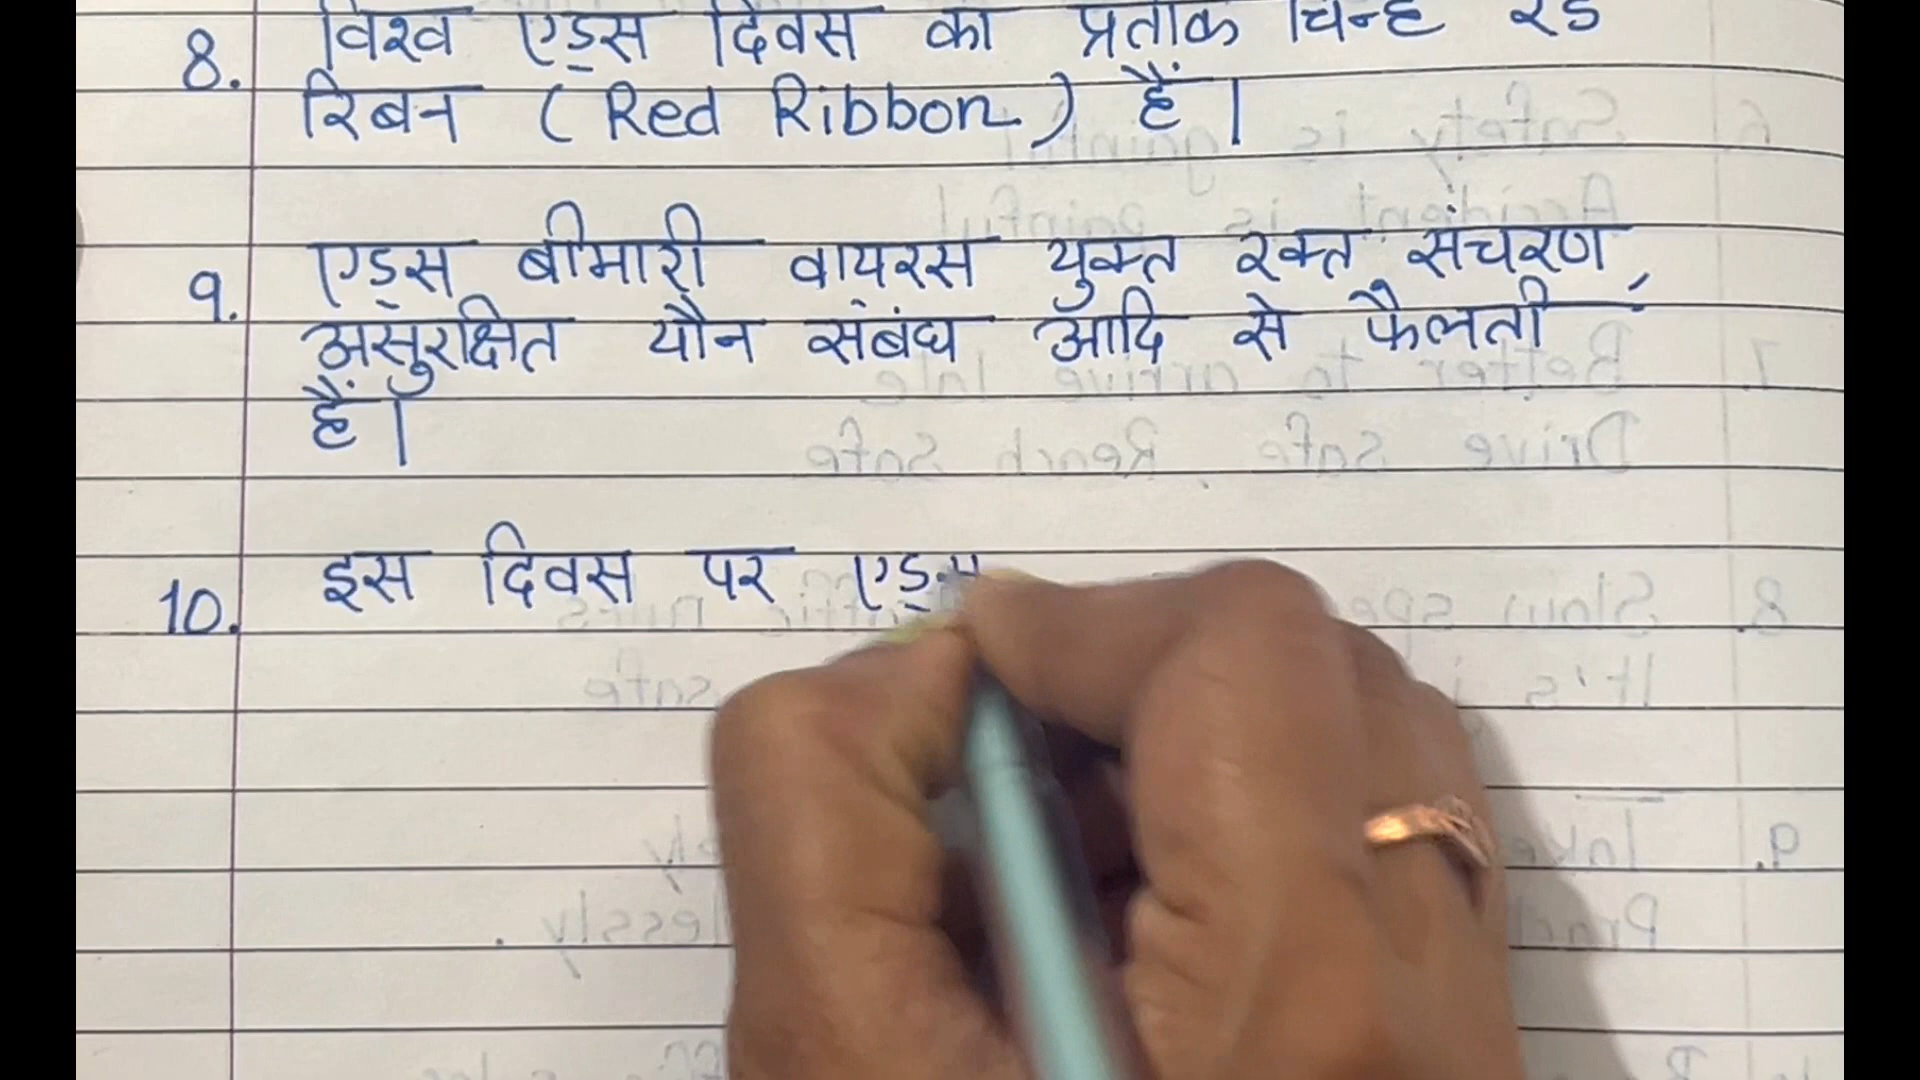 8. विश्व एड्स दिवस का प्रतीक चिन्ह रेड
रिबन (Red Ribbon) हैं।
9. एड्स बीमारी वायरस युक्त रक्त संचरण,
असुरक्षित यौन संबंध आदि से फैलती
हैं।
10. इस दिवस पर एड्स